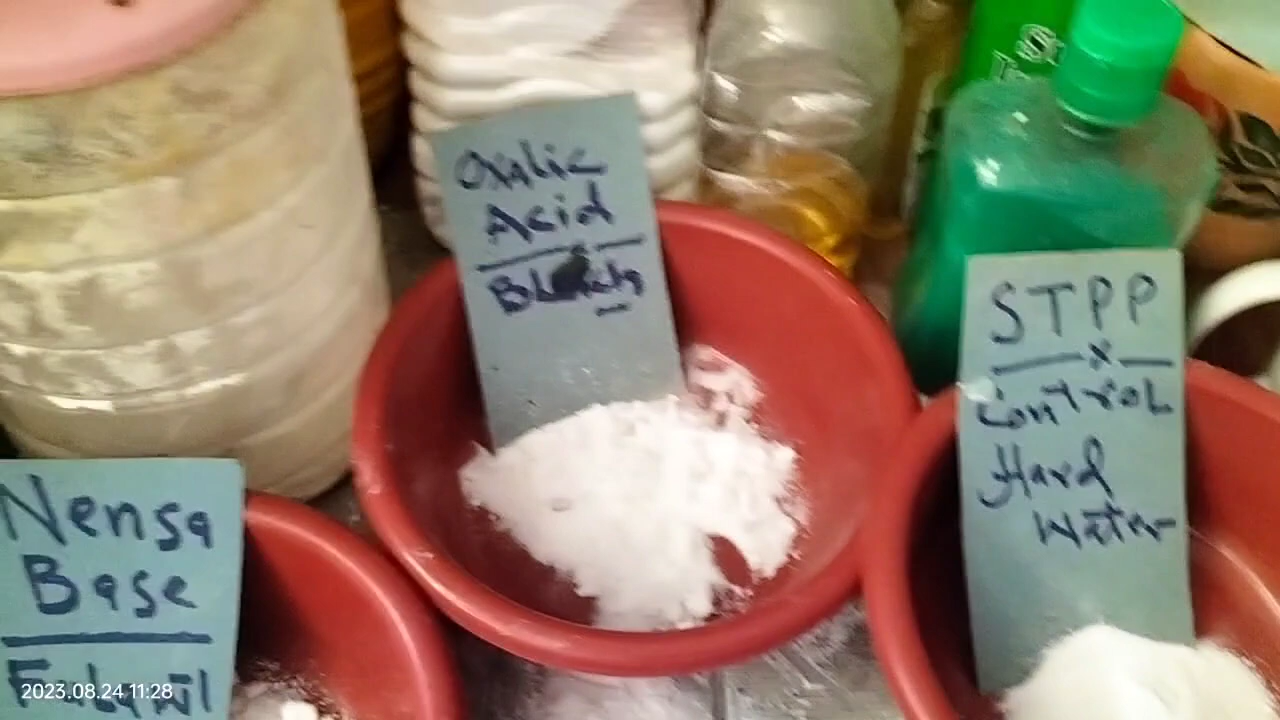 Oxalic
Acid
Bleach
STPP
x
Control
Hard
Water
Nensa
Base
2023.08.24 11:28